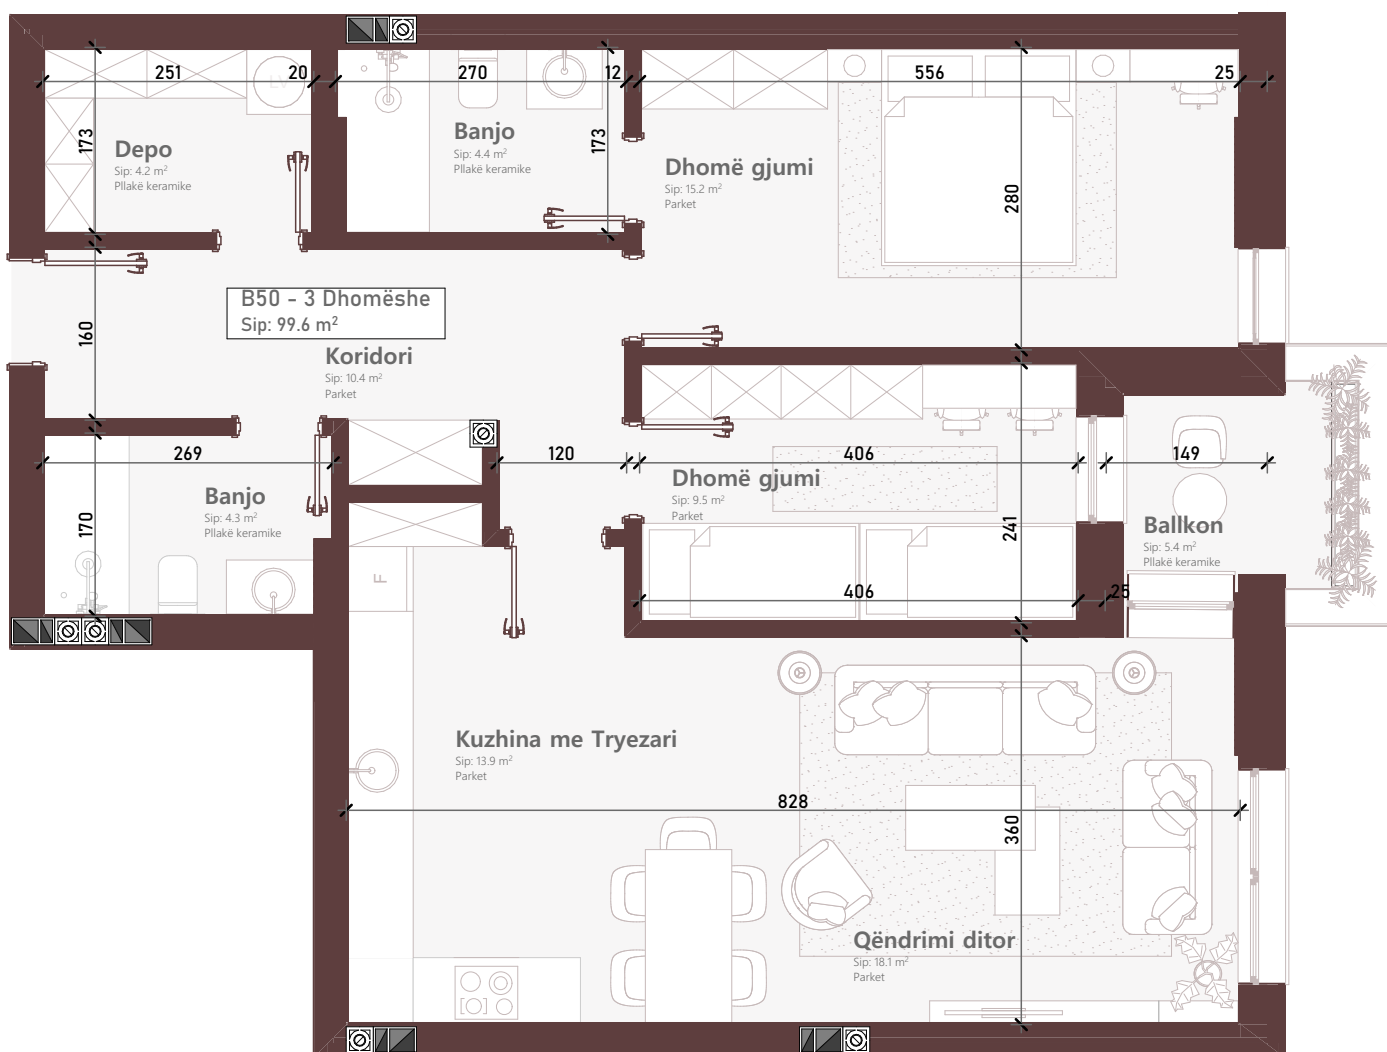 251
20
270
12
556
25
173
Depo
Sip: 4.2 m²
Pllakë keramike
LV
Banjo
Sip: 4.4 m²
Pllakë keramike
173
Dhomë gjumi
Sip: 15.2 m²
Parket
280
160
B50 - 3 Dhomëshe
Sip: 99.6 m²
Koridori
Sip: 10.4 m²
Parket
269
120
406
149
Banjo
Sip: 4.3 m²
Pllakë keramike
170
Dhomë gjumi
Sip: 9.5 m²
Parket
241
Ballkon
Sip: 5.4 m²
Pllakë keramike
406
25
F
Kuzhina me Tryezari
Sip: 13.9 m²
Parket
828
360
Qëndrimi ditor
Sip: 18.1 m²
Parket